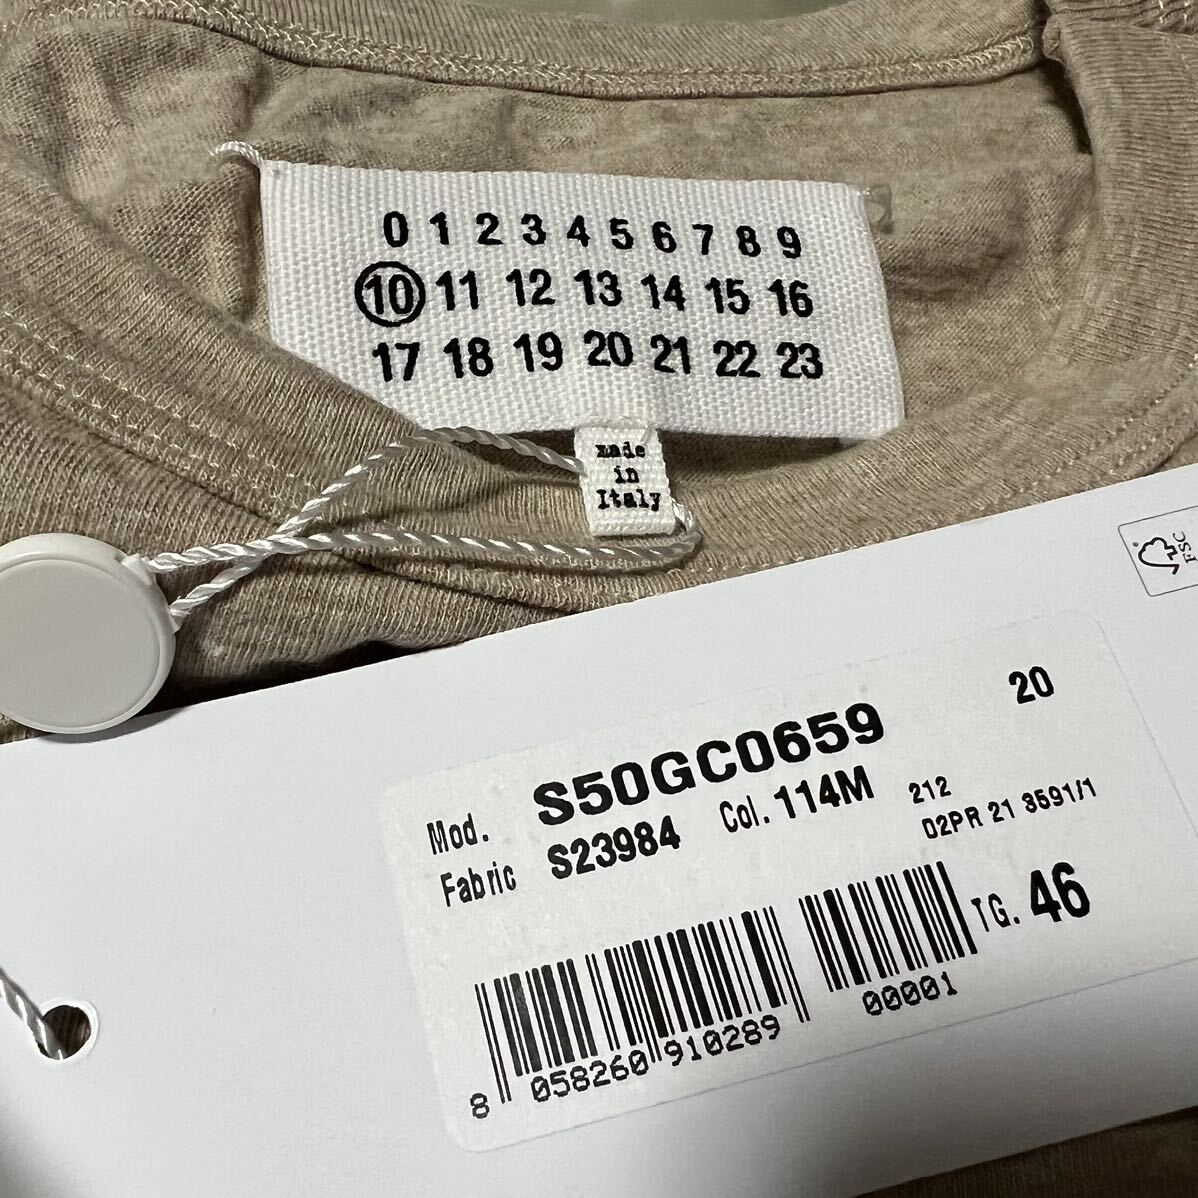 0 1 2 3 4 5 6 7 8 9
10 11 12 13 14 15 16
17 18 19 20 21 22 23
made
in
Italy
FSC
20
Mod. S50GC0659
Fabric S23984 Col. 114M 212
D2PR 21 3591/1
TG. 46
8 058260 910289 00001